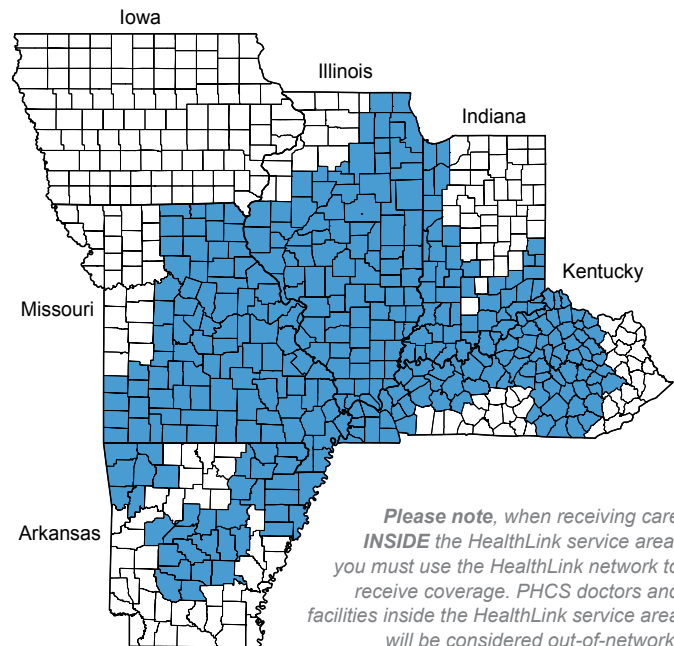 Iowa
Illinois
Indiana
Kentucky
Missouri
Arkansas
Please note, when receiving care
INSIDE the HealthLink service area,
you must use the HealthLink network to
receive coverage. PHCS doctors and
facilities inside the HealthLink service area
will be considered out-of-network.